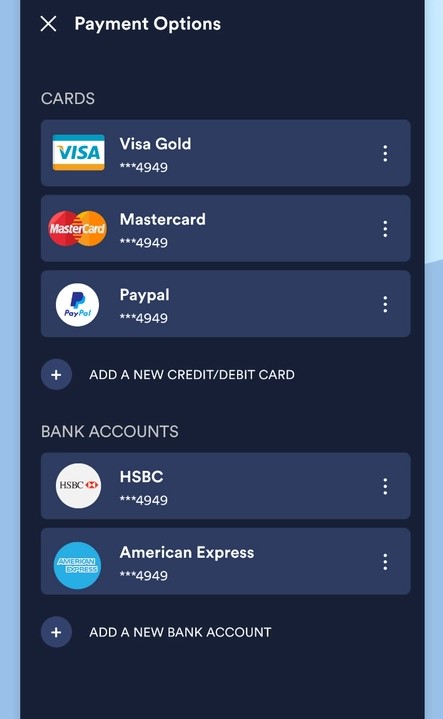 Payment Options
CARDS
VISA
Visa Gold
***4949
MasterCard
Mastercard
***4949
PayPal
Paypal
***4949
+ ADD A NEW CREDIT/DEBIT CARD
BANK ACCOUNTS
HSBC
HSBC
***4949
AMERICAN
EXPRESS
American Express
***4949
+ ADD A NEW BANK ACCOUNT